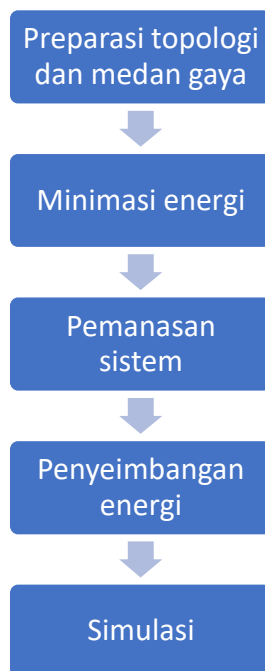 Preparasi topologi
dan medan gaya
Minimasi energi
Pemanasan
sistem
Penyeimbangan
energi
Simulasi